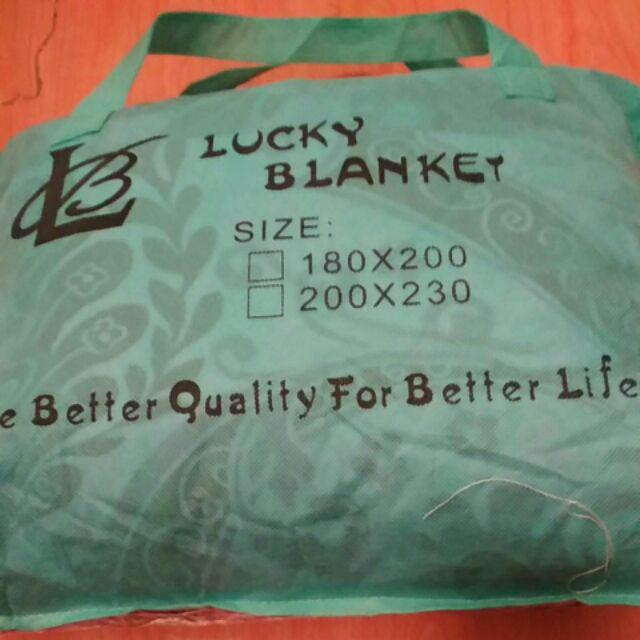 LB
LUCKY
BLANKET
SIZE:
180X200
200X230
e Better Quality For Better Life